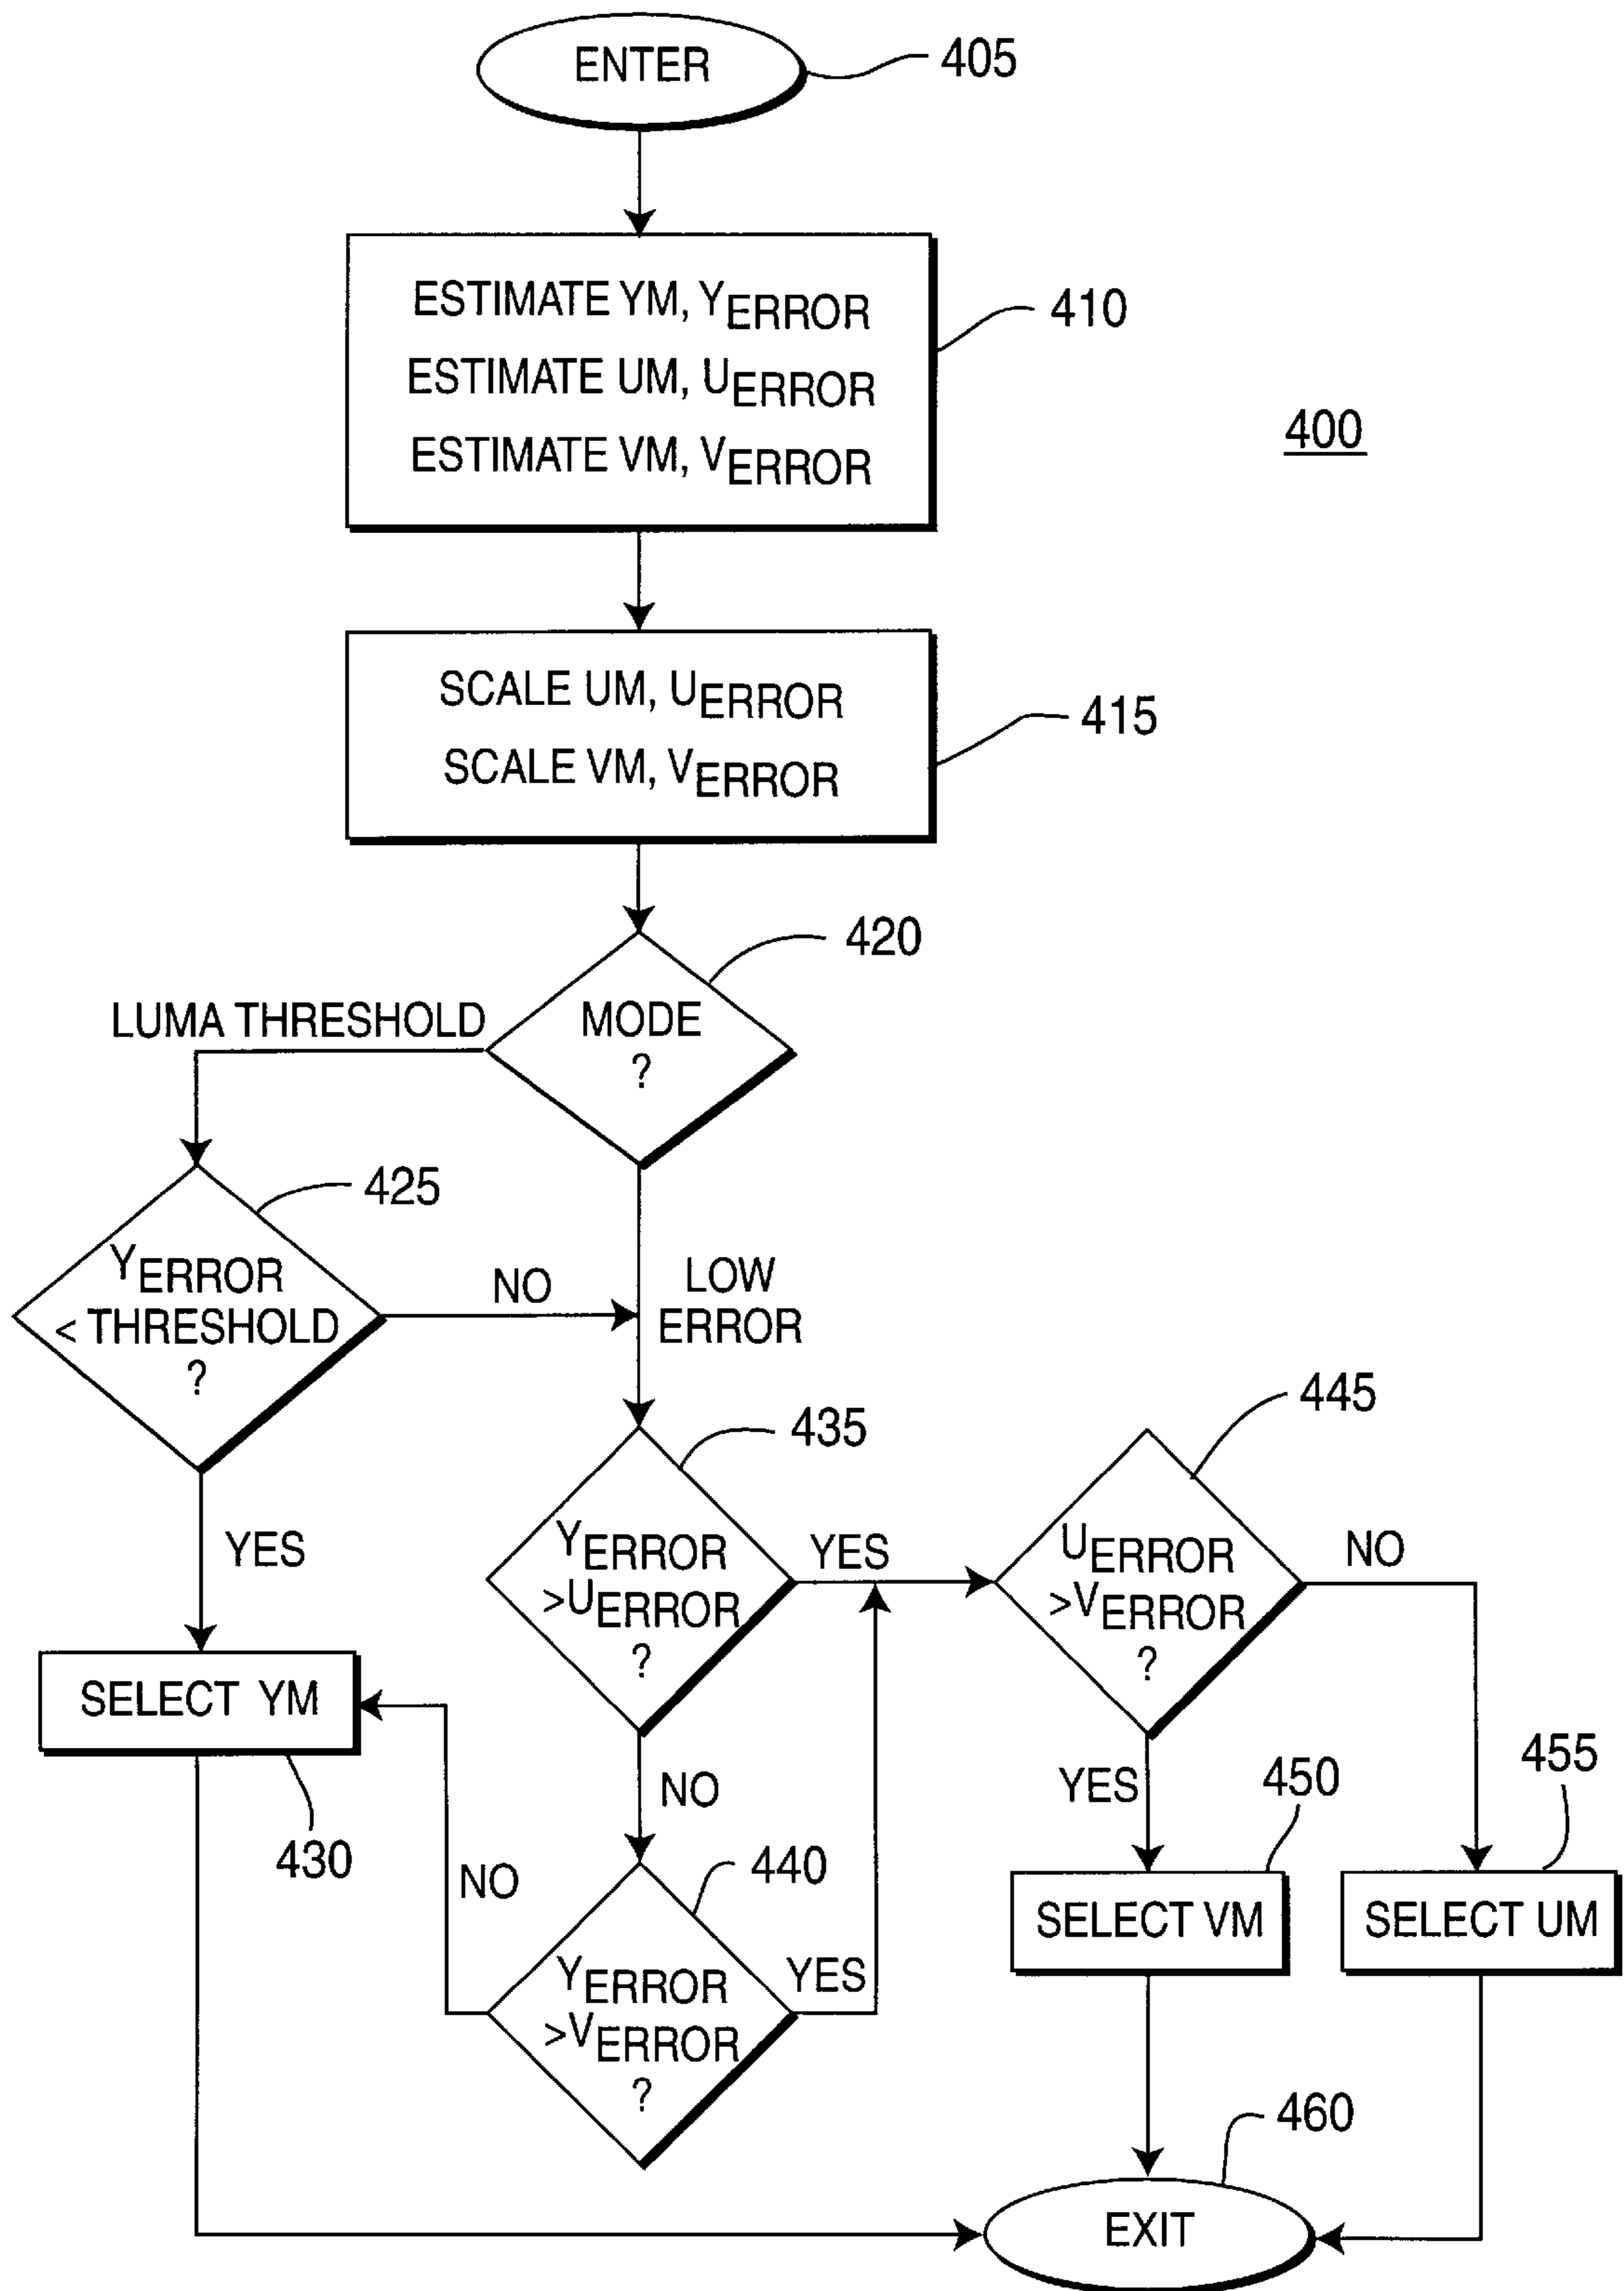 ENTER
405
ESTIMATE YM, YERROR
ESTIMATE UM, UERROR
ESTIMATE VM, VERROR
410
400
SCALE UM, UERROR
SCALE VM, VERROR
415
420
MODE
?
LUMA THRESHOLD
425
YERROR
< THRESHOLD
?
NO
LOW
ERROR
YES
435
YERROR
>UERROR
?
YES
445
UERROR
>VERROR
?
NO
SELECT YM
430
NO
NO
440
YERROR
>VERROR
?
YES
YES
450
SELECT VM
455
SELECT UM
460
EXIT